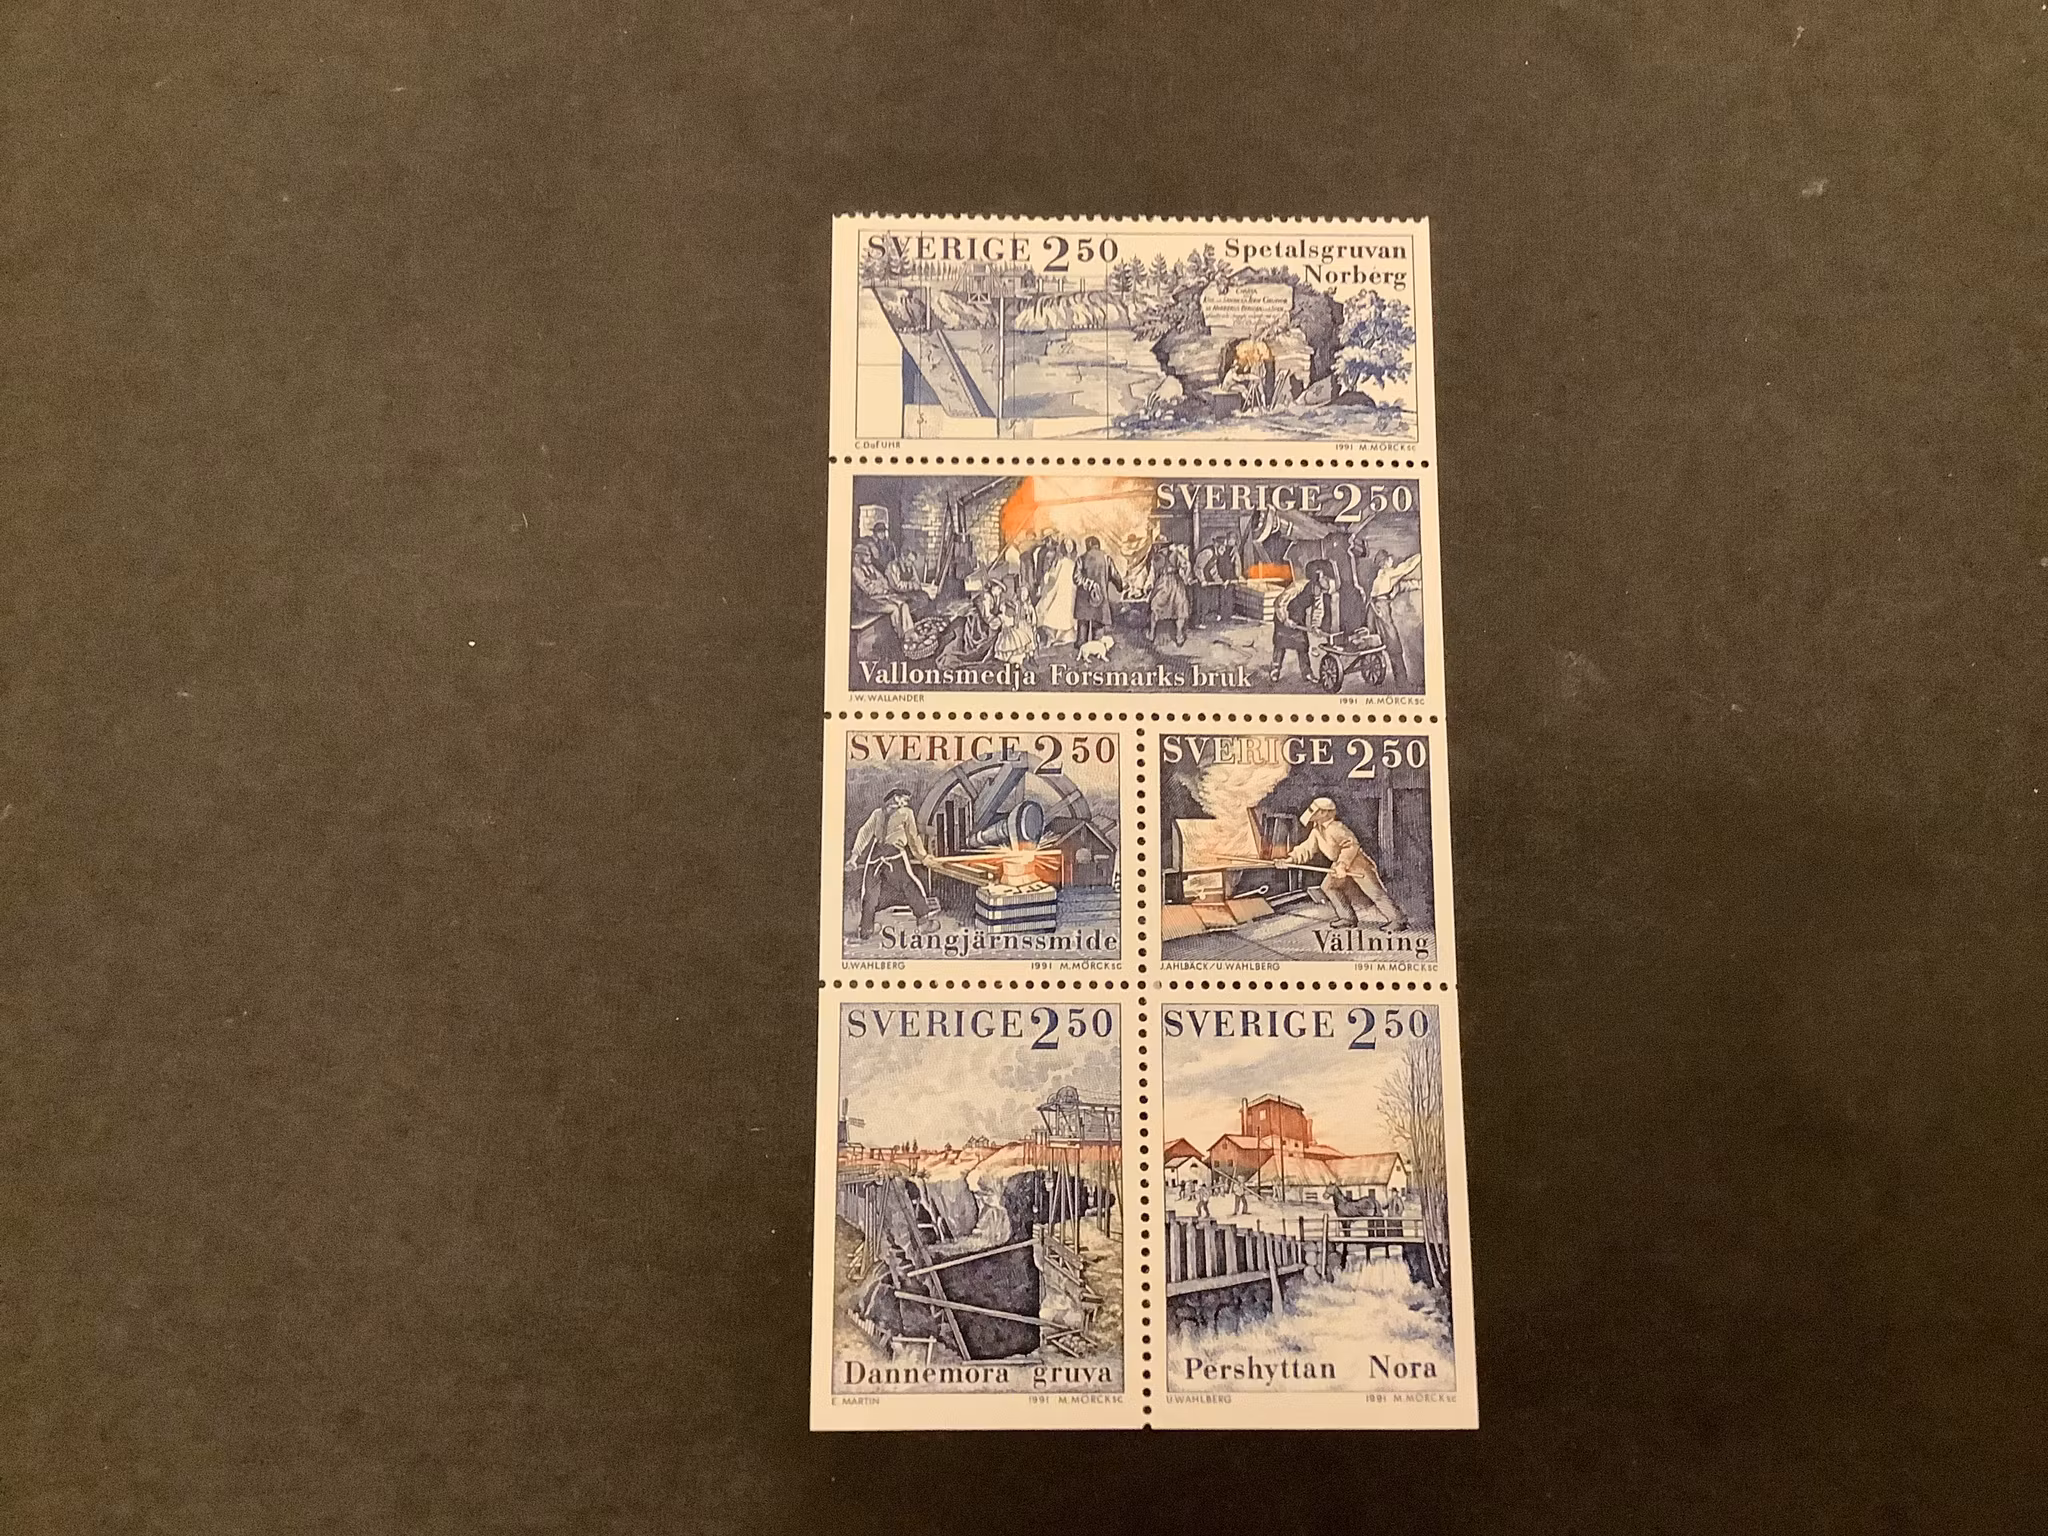 SVERIGE 2 50
Spetalsgruvan
Norberg
C.D af UHR
1991 M.MÖRCK SC
SVERIGE 2 50
Vallonsmedja Forsmarks bruk
J.W. WALLANDER
1991 M.MÖRCK SC
SVERIGE 2 50
Stångjärnssmide
U.WAHLBERG
1991 M.MÖRCK SC
SVERIGE 2 50
Vällning
J.AHLBÄCK/U.WAHLBERG
1991 M.MÖRCK SC
SVERIGE 2 50
Dannemora gruva
E. MARTIN
1991 M.MÖRCK SC
SVERIGE 2 50
Pershyttan Nora
U.WAHLBERG
1991 M.MÖRCK SC